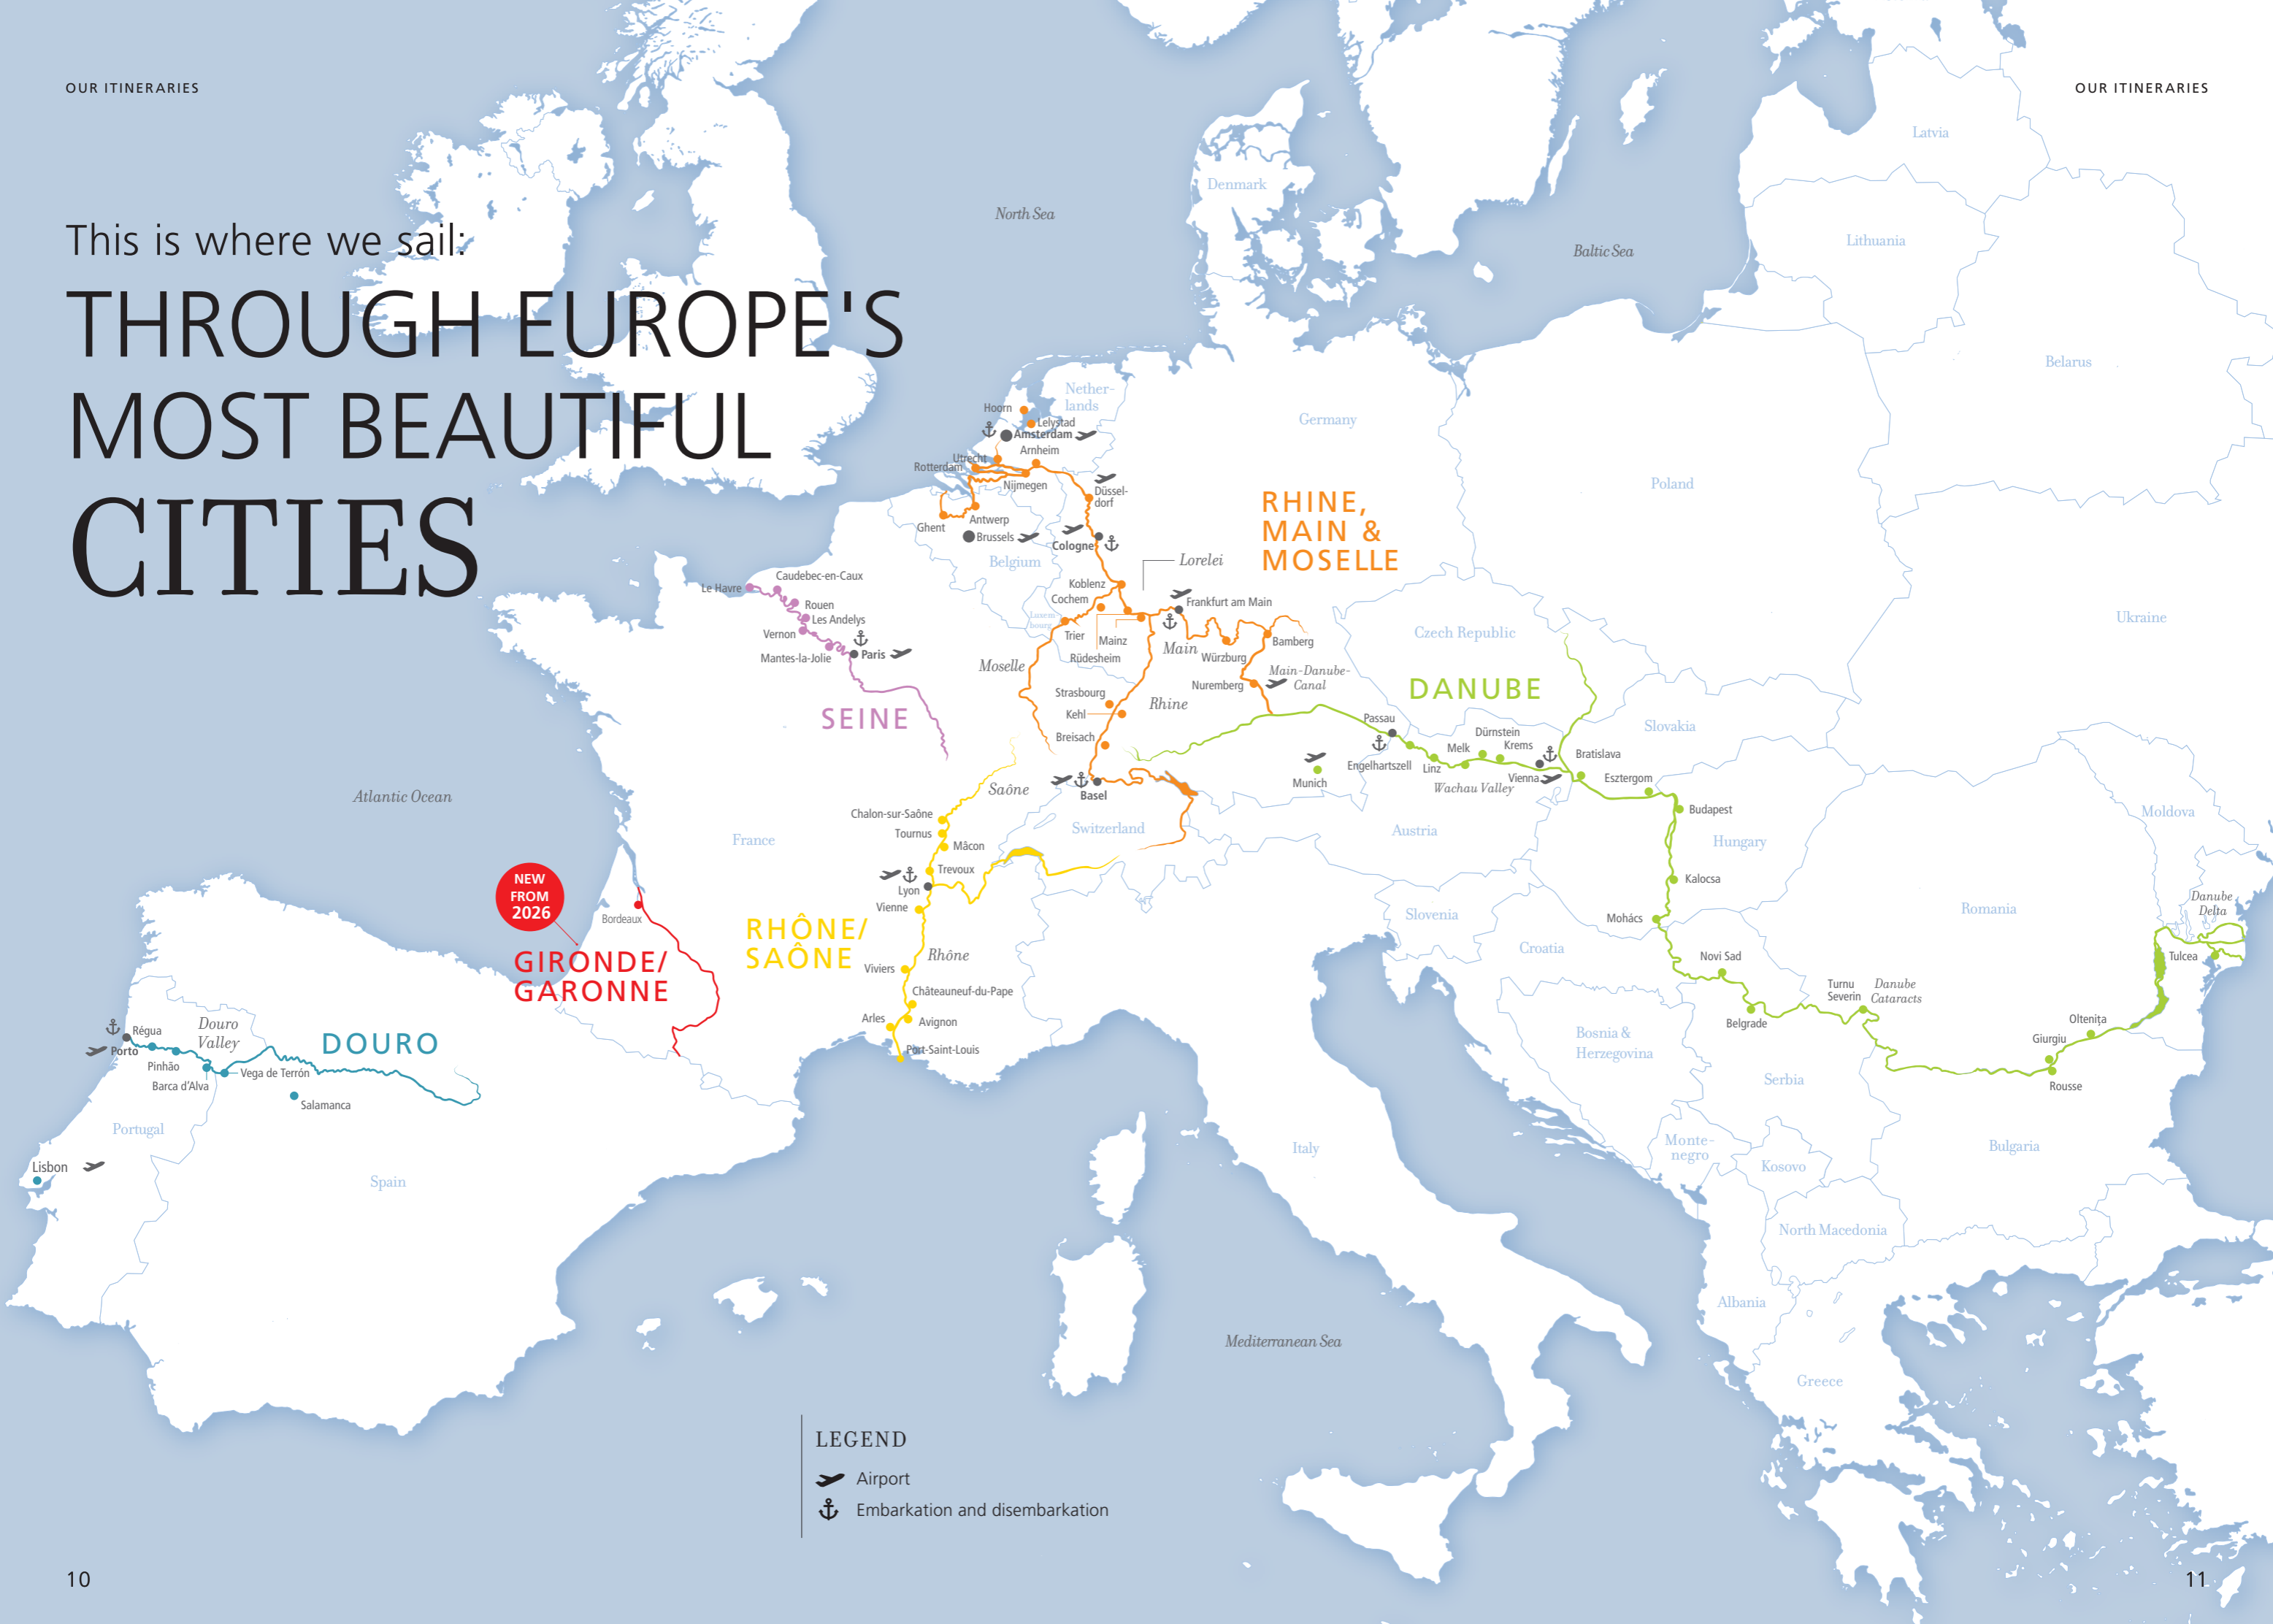 OUR ITINERARIES
OUR ITINERARIES
This is where we sail:
THROUGH EUROPE'S
MOST BEAUTIFUL
CITIES
North Sea
Baltic Sea
Atlantic Ocean
Mediterranean Sea
Denmark
Latvia
Lithuania
Belarus
Nether-
lands
Germany
Poland
Belgium
Luxem
bourg
Czech Republic
Ukraine
Slovakia
France
Switzerland
Austria
Hungary
Moldova
Slovenia
Croatia
Romania
Bosnia &
Herzegovina
Serbia
Portugal
Spain
Italy
Monte-
negro
Kosovo
Bulgaria
North Macedonia
Albania
Greece
RHINE,
MAIN &
MOSELLE
Hoorn
Lelystad
Amsterdam
Utrecht
Arnheim
Rotterdam
Nijmegen
Düssel-
dorf
Ghent
Antwerp
Brussels
Cologne
Lorelei
Koblenz
Cochem
Frankfurt am Main
Trier
Mainz
Rüdesheim
Main
Würzburg
Bamberg
Moselle
Nuremberg
Main-Danube-
Canal
Strasbourg
Kehl
Rhine
Breisach
Basel
SEINE
Le Havre
Caudebec-en-Caux
Rouen
Les Andelys
Vernon
Mantes-la-Jolie
Paris
DANUBE
Passau
Engelhartszell
Munich
Linz
Melk
Dürnstein
Krems
Wachau Valley
Vienna
Bratislava
Esztergom
Budapest
Kalocsa
Mohács
Novi Sad
Belgrade
Turnu
Severin
Danube
Cataracts
Giurgiu
Rousse
Oltenița
Tulcea
Danube
Delta
RHÔNE/
SAÔNE
Saône
Chalon-sur-Saône
Tournus
Mâcon
Trevoux
Lyon
Vienne
Rhône
Viviers
Châteauneuf-du-Pape
Arles
Avignon
Port-Saint-Louis
NEW
FROM
2026
GIRONDE/
GARONNE
Bordeaux
DOURO
Douro
Valley
Régua
Porto
Pinhão
Barca d'Alva
Vega de Terrón
Salamanca
Lisbon
LEGEND
Airport
Embarkation and disembarkation
10
11